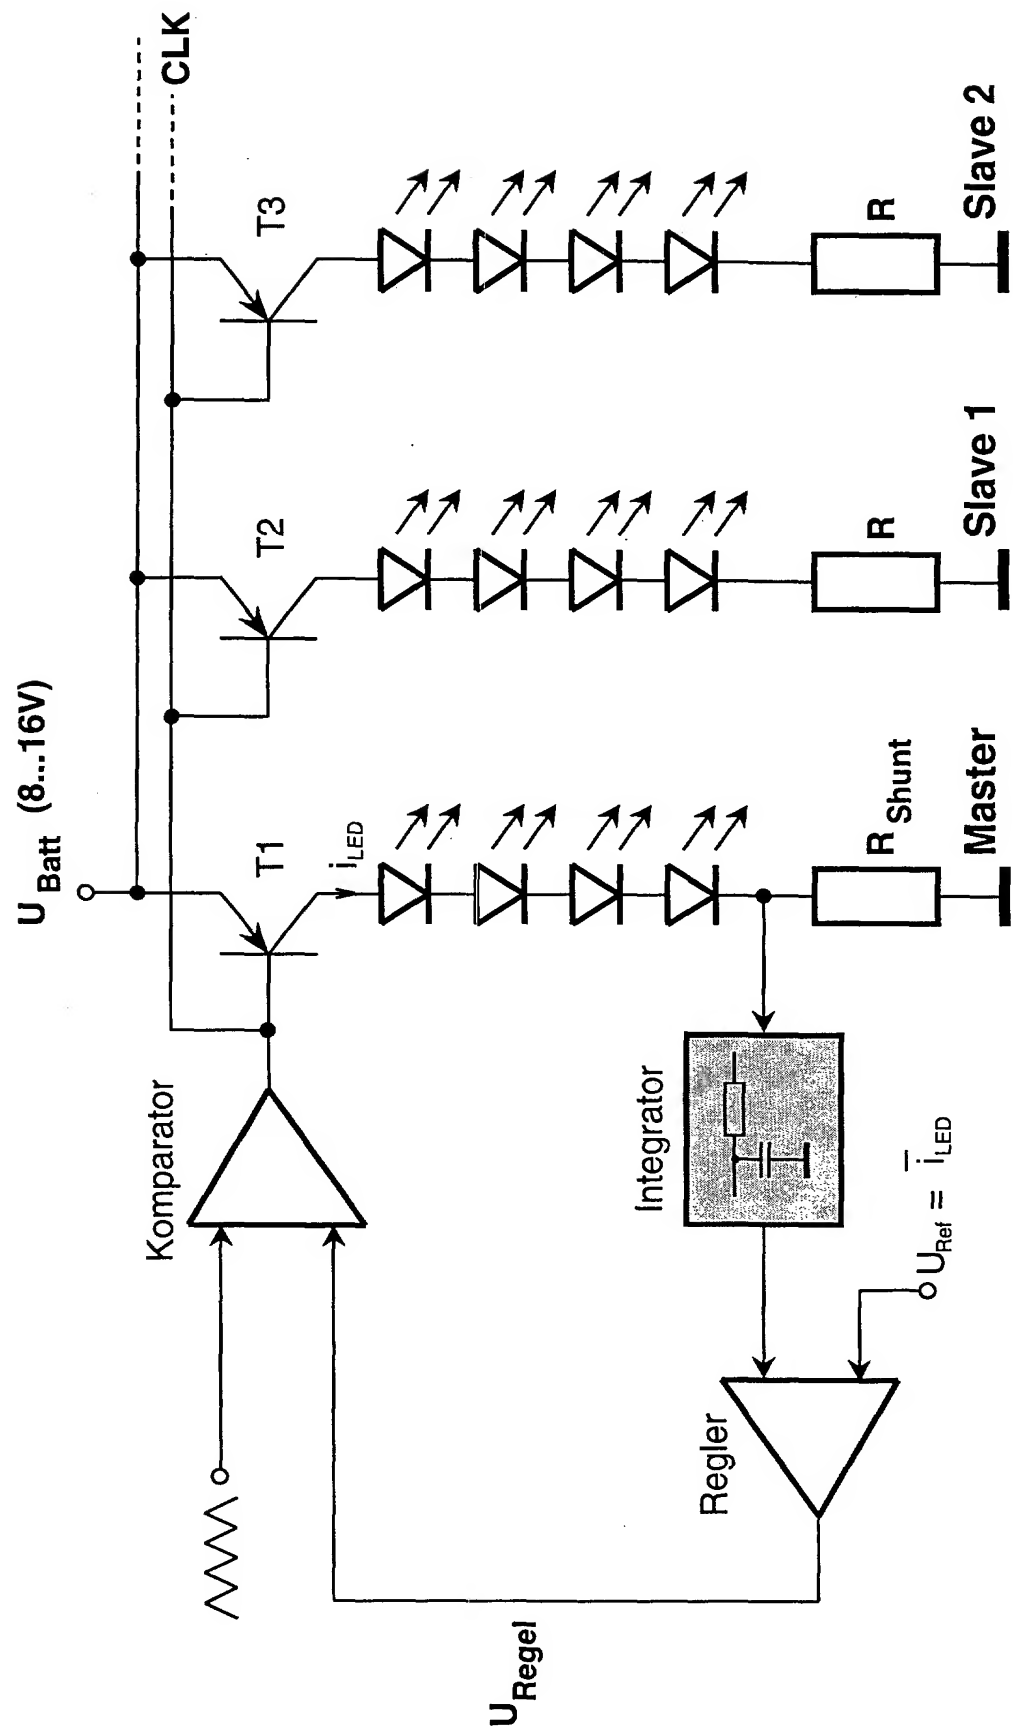 U_Batt (8...16V)
CLK
T1
T2
T3
Komparator
i_LED
Integrator
Regler
U_Regel
U_Ref = i̅_LED
R_Shunt
R
R
Master
Slave 1
Slave 2